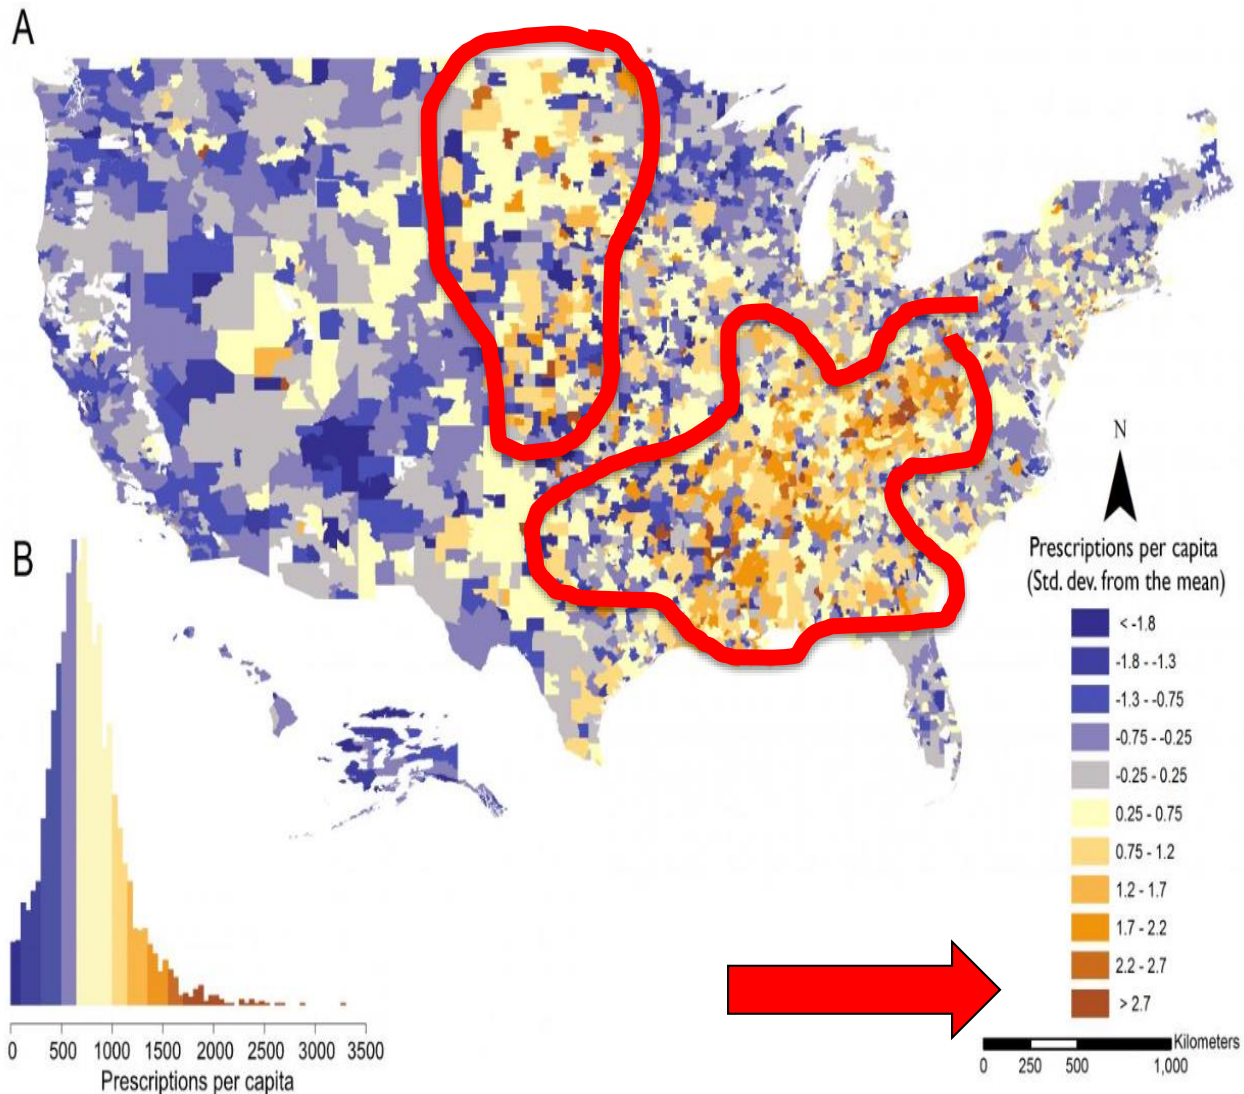 A
N
Prescriptions per capita
(Std. dev. from the mean)
< -1.8
-1.8 - -1.3
-1.3 - -0.75
-0.75 - -0.25
-0.25 - 0.25
0.25 - 0.75
0.75 - 1.2
1.2 - 1.7
1.7 - 2.2
2.2 - 2.7
> 2.7
Kilometers
0 250 500 1,000
B
0 500 1000 1500 2000 2500 3000 3500
Prescriptions per capita